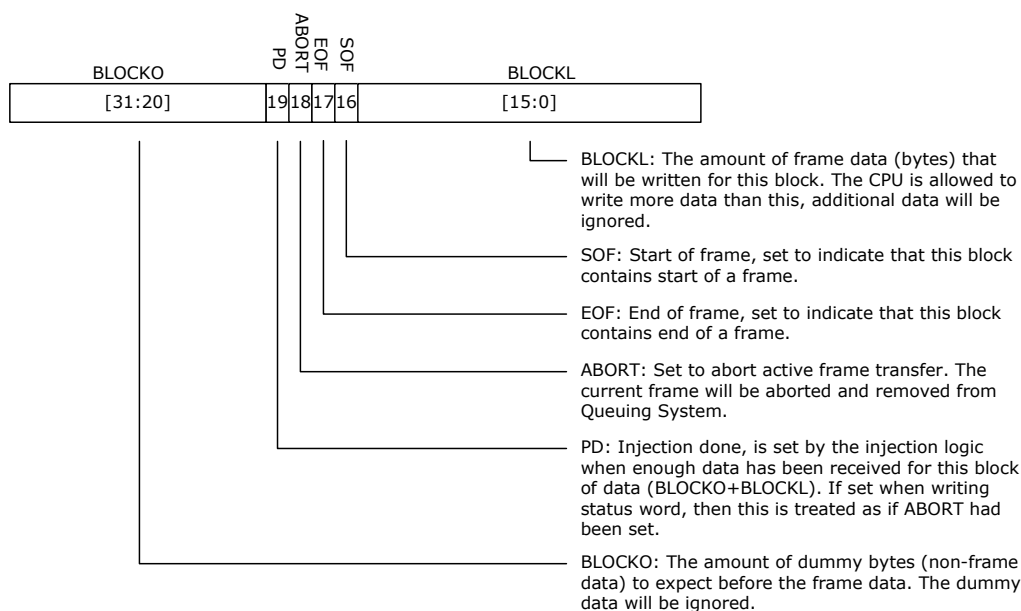 PD
ABORT
EOF
SOF
BLOCKO
BLOCKL
[31:20]
19
18
17
16
[15:0]
BLOCKL: The amount of frame data (bytes) that
will be written for this block. The CPU is allowed to
write more data than this, additional data will be
ignored.
SOF: Start of frame, set to indicate that this block
contains start of a frame.
EOF: End of frame, set to indicate that this block
contains end of a frame.
ABORT: Set to abort active frame transfer. The
current frame will be aborted and removed from
Queuing System.
PD: Injection done, is set by the injection logic
when enough data has been received for this block
of data (BLOCKO+BLOCKL). If set when writing
status word, then this is treated as if ABORT had
been set.
BLOCKO: The amount of dummy bytes (non-frame
data) to expect before the frame data. The dummy
data will be ignored.